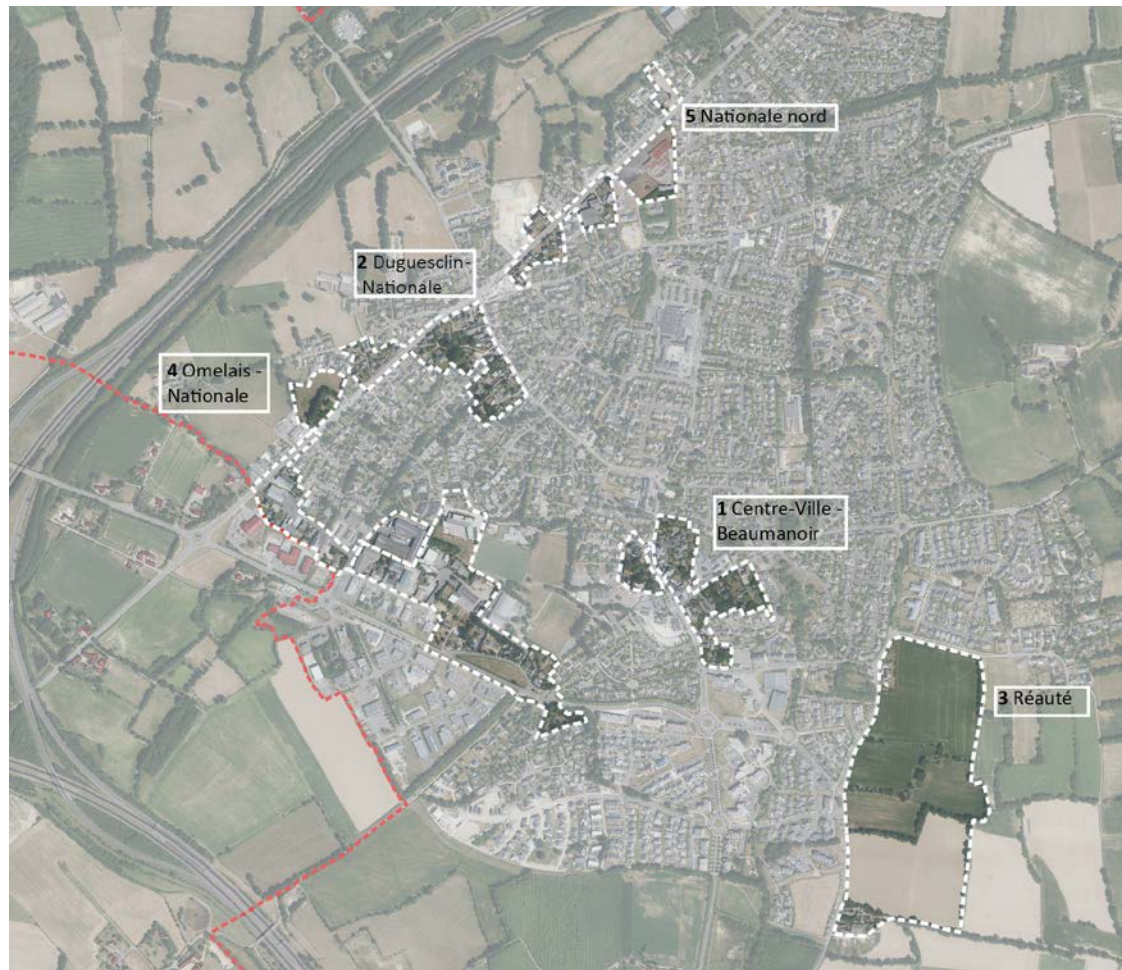 5 Nationale nord
2 Duguesclin-
Nationale
4 Omelais -
Nationale
1 Centre-Ville -
Beaumanoir
3 Réauté